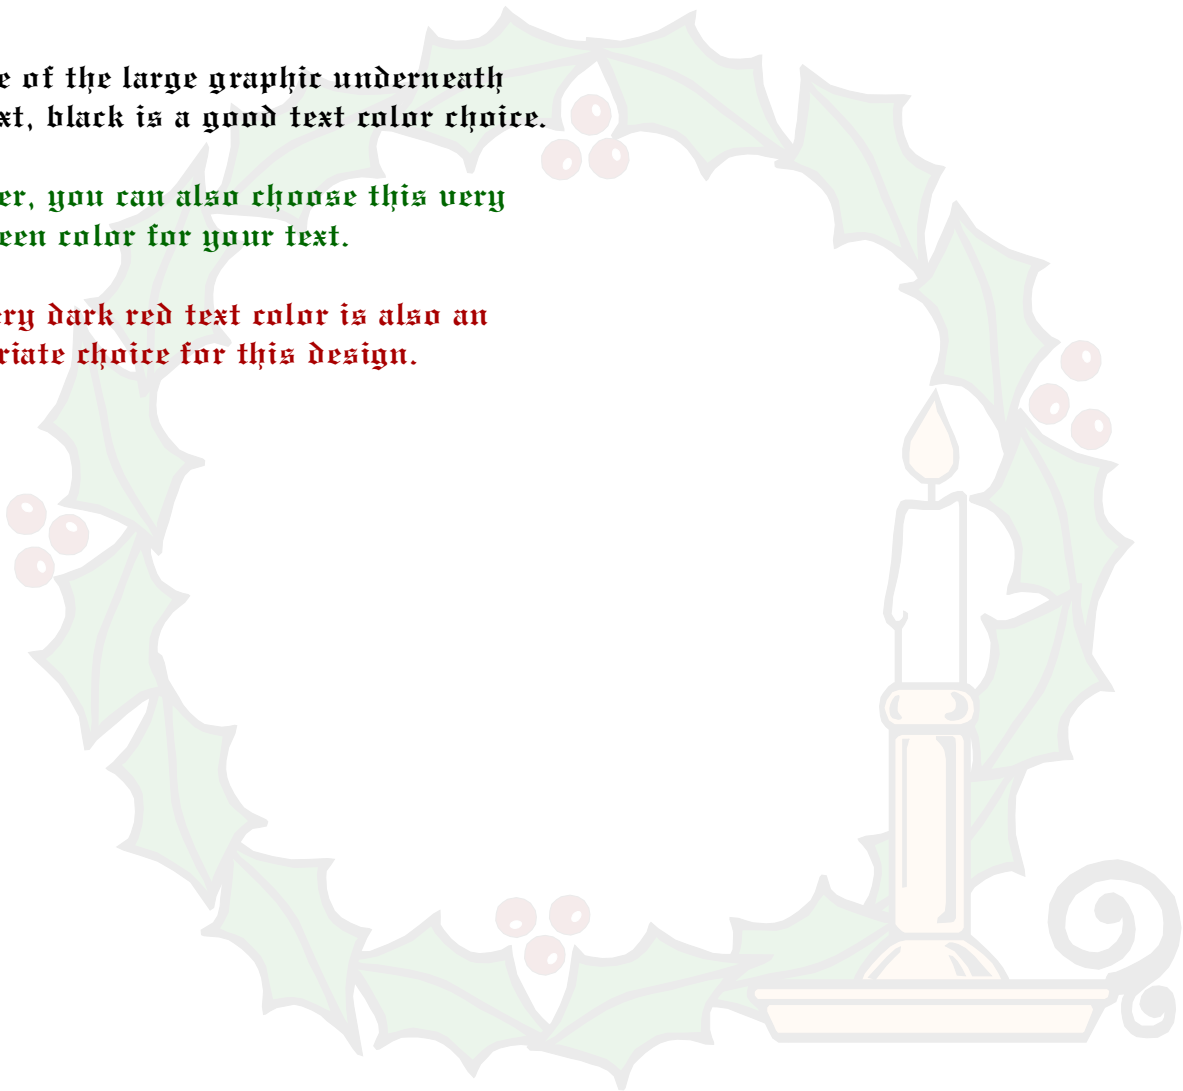 e of the large graphic underneath
xt, black is a good text color choice.
er, you can also choose this very
een color for your text.
ery dark red text color is also an
riate choice for this design.